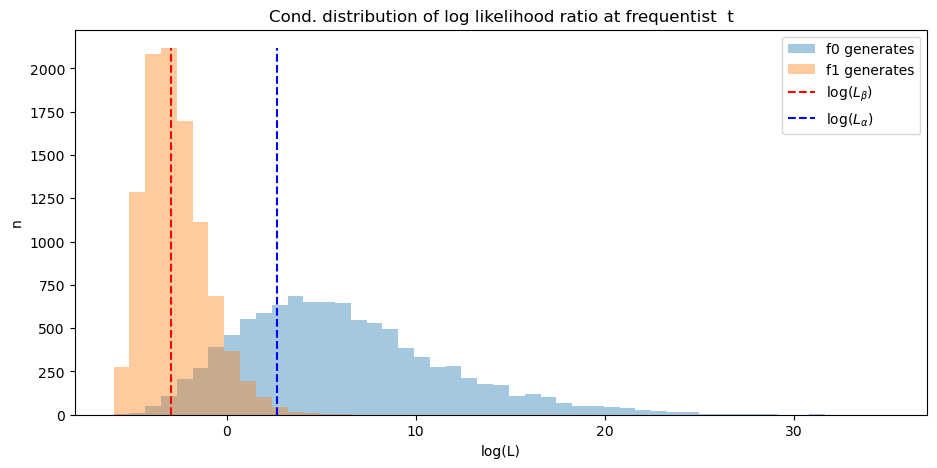 Cond. distribution of log likelihood ratio at frequentist  t
f0 generates
f1 generates
log(L_β)
log(L_α)
2000
1750
1500
1250
1000
750
500
250
0
n
0 10 20 30
log(L)